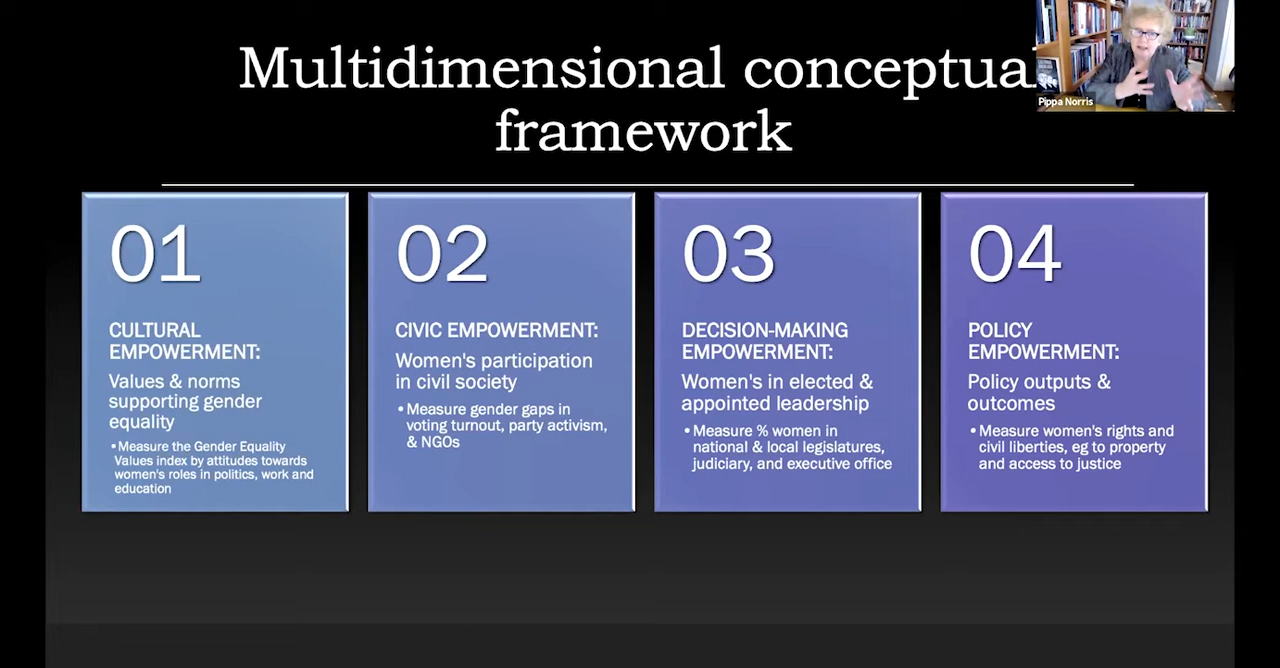 Multidimensional conceptual
framework
Pippa Norris
01
CULTURAL
EMPOWERMENT:
Values & norms
supporting gender
equality
•Measure the Gender Equality
Values index by attitudes towards
women's roles in politics, work and
education
02
CIVIC EMPOWERMENT:
Women's participation
in civil society
•Measure gender gaps in
voting turnout, party activism,
& NGOs
03
DECISION-MAKING
EMPOWERMENT:
Women's in elected &
appointed leadership
•Measure % women in
national & local legislatures,
judiciary, and executive office
04
POLICY
EMPOWERMENT:
Policy outputs &
outcomes
•Measure women's rights and
civil liberties, eg to property
and access to justice